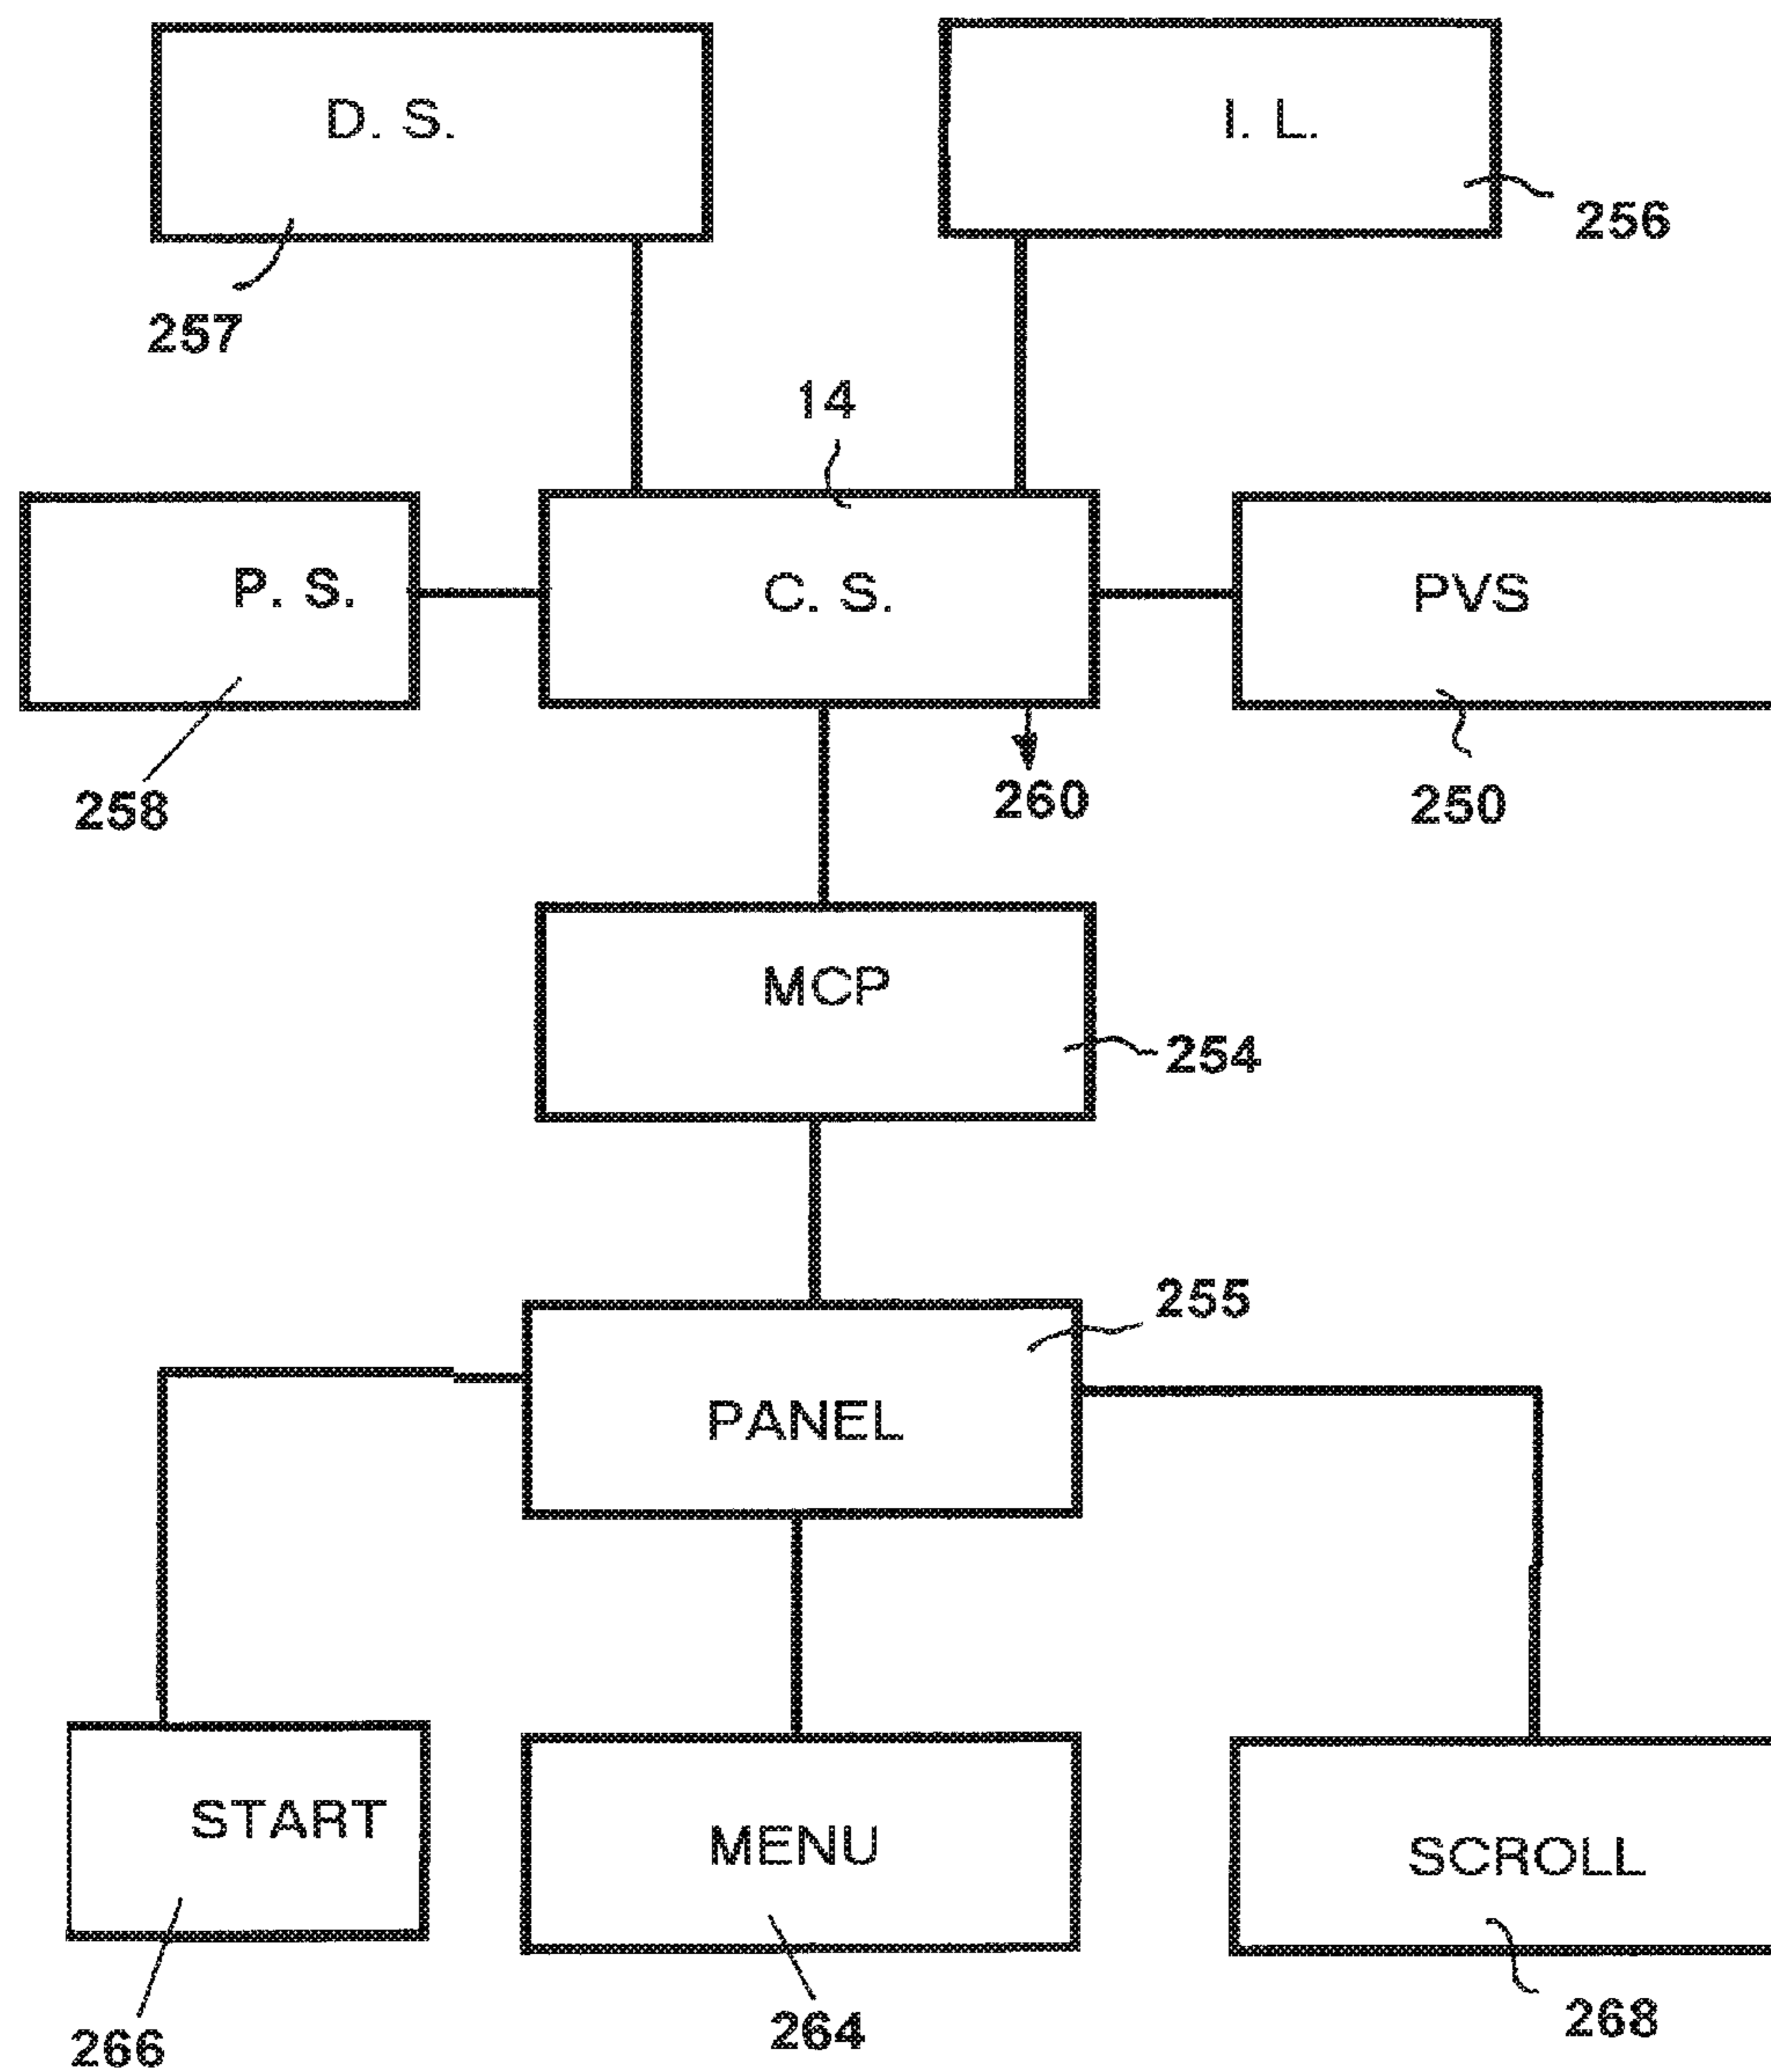 D. S.
I. L.
256
257
14
P. S.
C. S.
PVS
258
260
250
MCP
254
255
PANEL
START
MENU
SCROLL
266
264
268